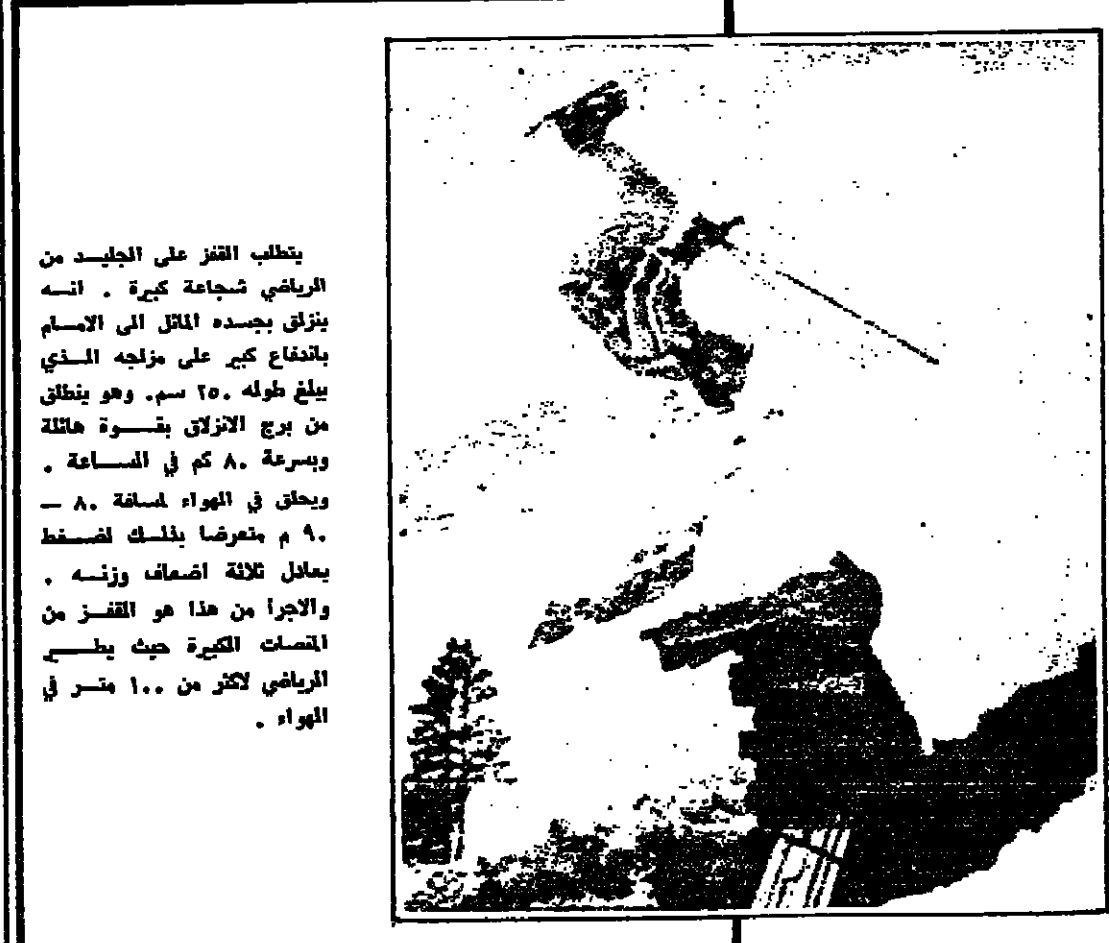 يتطلب القفز على الجليد من
الرياضي شجاعة كبيرة . انه
ينزلق بجسده المائل الى الامام
باندفاع كبير على مزلجه الذي
يبلغ طوله ٢٥٠ سم. وهو ينطلق
من برج الانزلاق بقوة هائلة
وبسرعة ٨٠ كم في الساعة .
ويحلق في الهواء لمسافة ٨٠ —
٩٠ م متعرضا بذلك لضغط
يعادل ثلاثة اضعاف وزنه .
والاجرا من هذا هو القفز من
المنصات الكبيرة حيث يطير
الرياضي لاكثر من ١٠٠ متر في
الهواء .